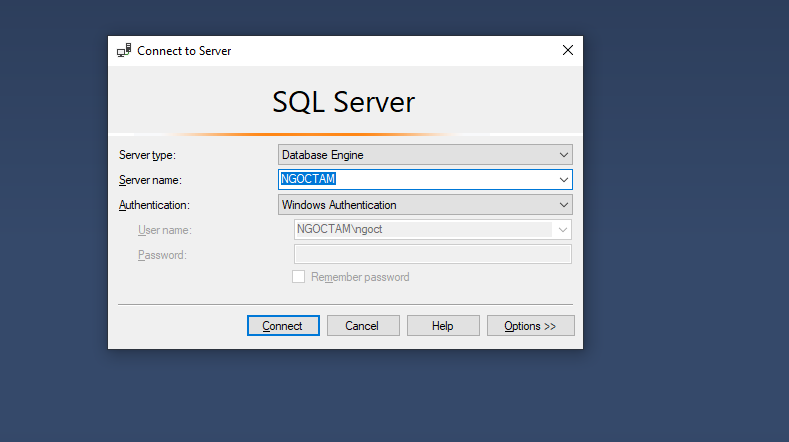 Connect to Server
SQL Server
Server type: Database Engine
Server name: NGOCTAM
Authentication: Windows Authentication
User name: NGOCTAM\ngoct
Password:
Remember password
Connect Cancel Help Options >>